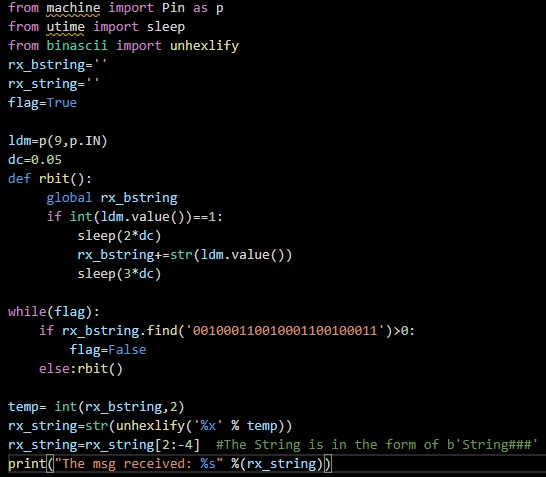 from machine import Pin as p
from utime import sleep
from binascii import unhexlify
rx_bstring=''
rx_string=''
flag=True

ldm=p(9,p.IN)
dc=0.05
def rbit():
     global rx_bstring
     if int(ldm.value())==1:
         sleep(2*dc)
         rx_bstring+=str(ldm.value())
         sleep(3*dc)

while(flag):
    if rx_bstring.find('001000110010001100100011')>0:
        flag=False
    else:rbit()

temp= int(rx_bstring,2)
rx_string=str(unhexlify('%x' % temp))
rx_string=rx_string[2:-4]  #The String is in the form of b'String###'
print("The msg received: %s" %(rx_string))